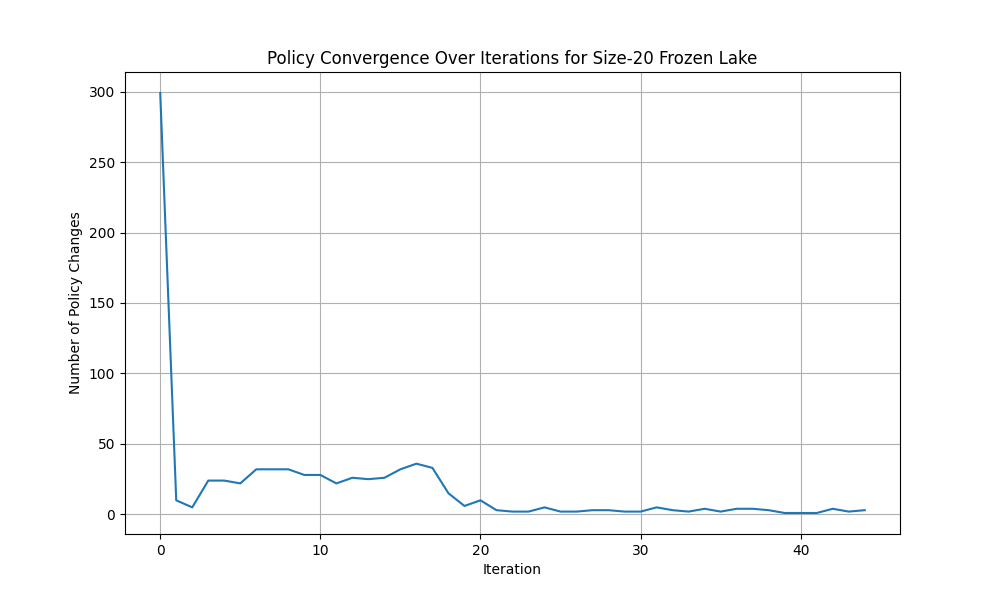 Policy Convergence Over Iterations for Size-20 Frozen Lake
Number of Policy Changes
300
250
200
150
100
50
0
0 10 20 30 40
Iteration